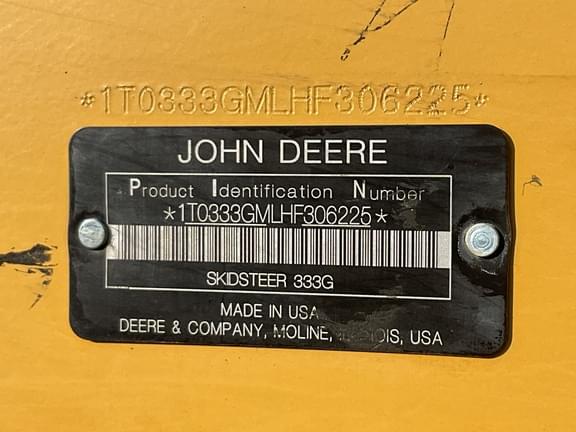 *1T0333GMLHF306225*
JOHN DEERE
Product Identification Number
*1T0333GMLHF306225*
SKIDSTEER 333G
MADE IN USA
DEERE & COMPANY, MOLINE, USA